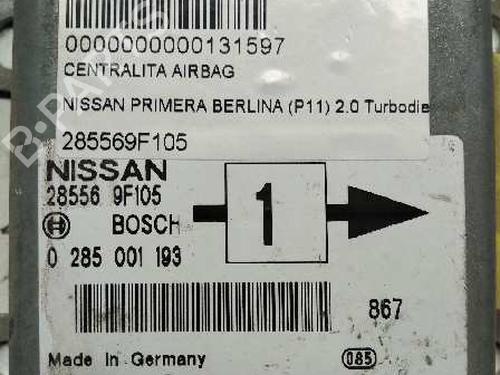 0000000000131597
CENTRALITA AIRBAG
NISSAN PRIMERA BERLINA (P11) 2.0 Turbodie
285569F105
NISSAN
28556 9F105
BOSCH
1
0 285 001 193
867
Made in Germany
085
B-PARTS